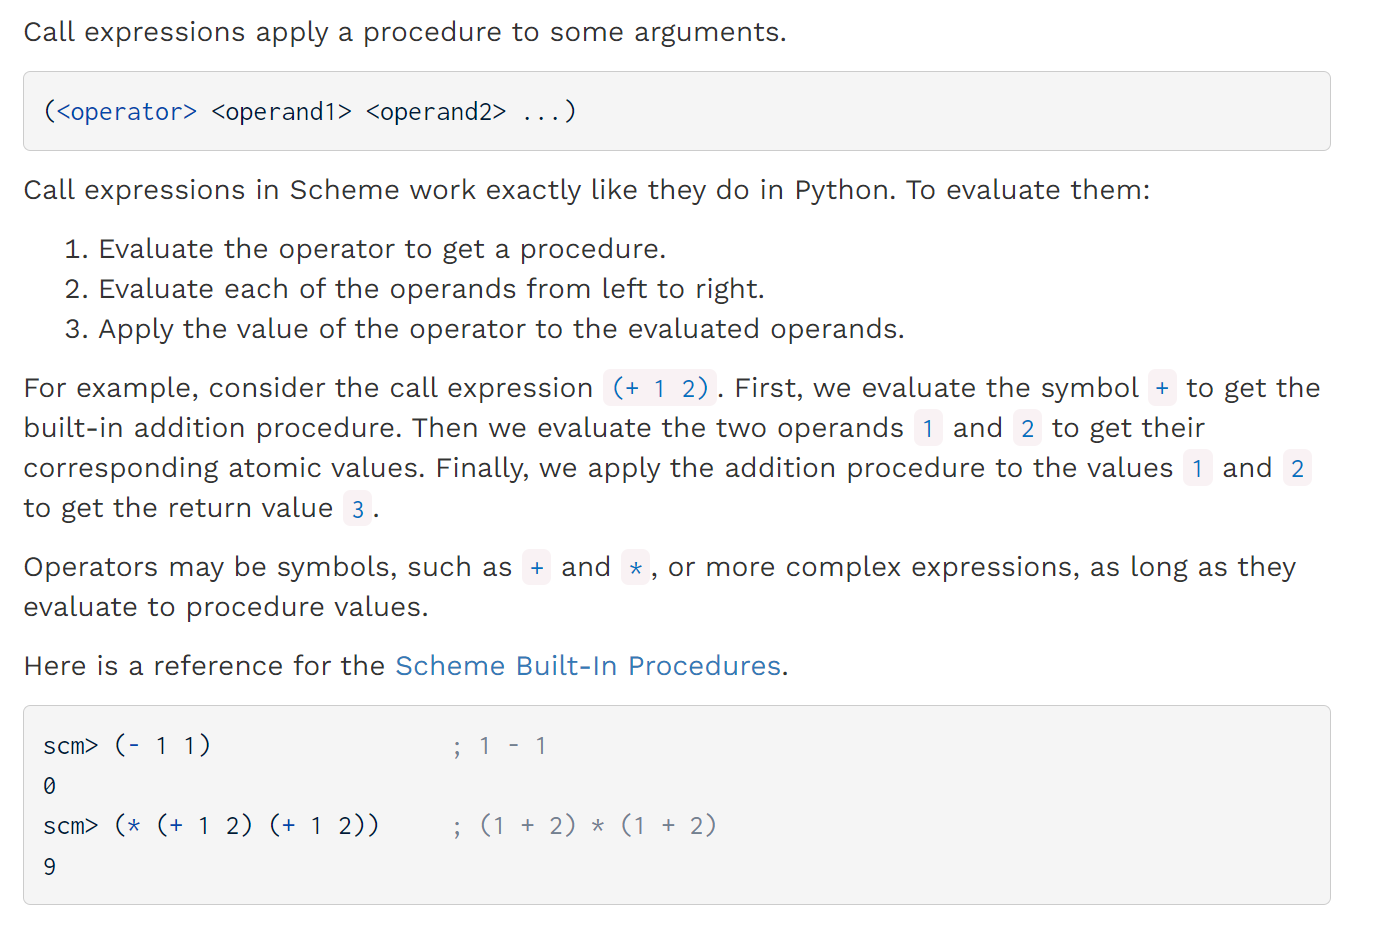 Call expressions apply a procedure to some arguments.
(<operator> <operand1> <operand2> ...)
Call expressions in Scheme work exactly like they do in Python. To evaluate them:
1. Evaluate the operator to get a procedure.
2. Evaluate each of the operands from left to right.
3. Apply the value of the operator to the evaluated operands.
For example, consider the call expression (+ 1 2). First, we evaluate the symbol + to get the
built-in addition procedure. Then we evaluate the two operands 1 and 2 to get their
corresponding atomic values. Finally, we apply the addition procedure to the values 1 and 2
to get the return value 3.
Operators may be symbols, such as + and *, or more complex expressions, as long as they
evaluate to procedure values.
Here is a reference for the Scheme Built-In Procedures.
scm> (- 1 1)                 ; 1 - 1
0
scm> (* (+ 1 2) (+ 1 2))     ; (1 + 2) * (1 + 2)
9